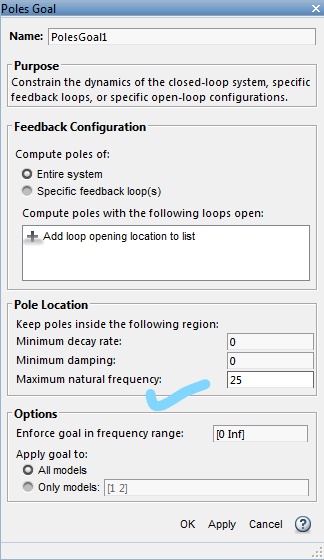 Poles Goal
Name: PolesGoal1
Purpose
Constrain the dynamics of the closed-loop system, specific
feedback loops, or specific open-loop configurations.
Feedback Configuration
Compute poles of:
Entire system
Specific feedback loop(s)
Compute poles with the following loops open:
Add loop opening location to list
Pole Location
Keep poles inside the following region:
Minimum decay rate: 0
Minimum damping: 0
Maximum natural frequency: 25
Options
Enforce goal in frequency range: [0 Inf]
Apply goal to:
All models
Only models: [1 2]
OK Apply Cancel ?